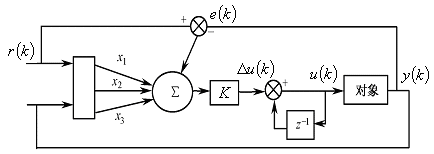 + e(k)
−
r(k)
x₁
x₂
x₃
Σ
K
Δu(k)
+
u(k)
对象
y(k)
+
z⁻¹